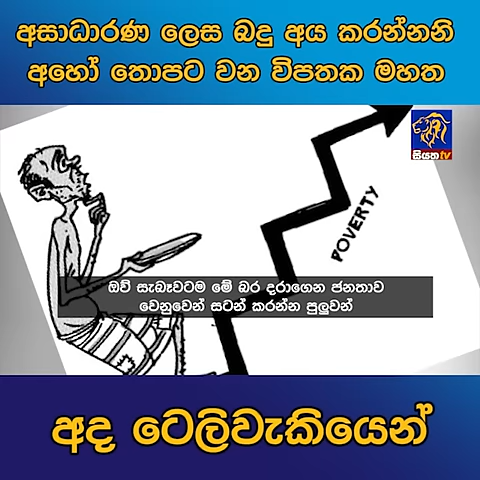 අසාධාරණ ලෙස බදු අය කරන්නනි
අහෝ තොපට වන විපතක මහත
සියත tv
POVERTY
ඔව් සැබෑවටම මේ බර දරාගෙන ජනතාව
වෙනුවෙන් සටන් කරන්න පුලුවන්
අද ටෙලිවැකියෙන්